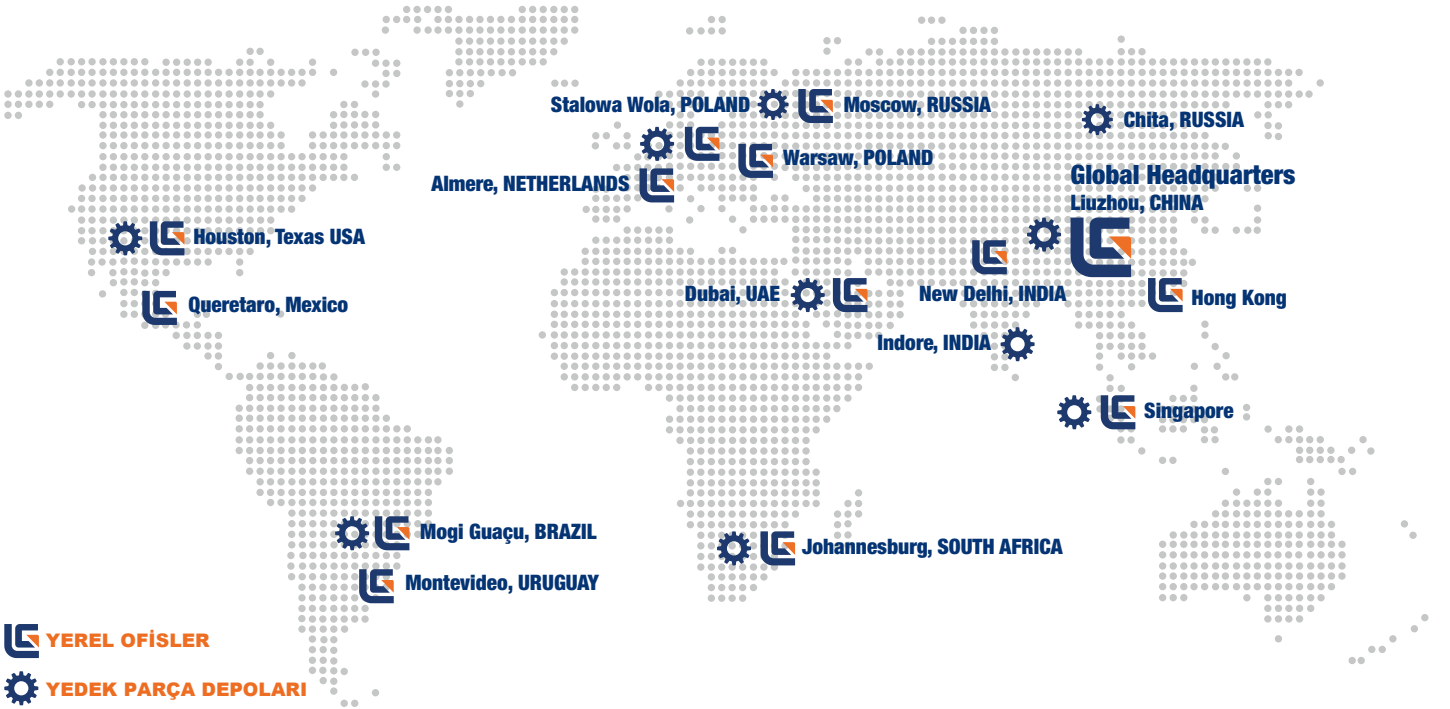 Stalowa Wola, POLAND
Moscow, RUSSIA
Chita, RUSSIA
Warsaw, POLAND
Almere, NETHERLANDS
Global Headquarters
Liuzhou, CHINA
Houston, Texas USA
Queretaro, Mexico
Dubai, UAE
New Delhi, INDIA
Hong Kong
Indore, INDIA
Singapore
Mogi Guaçu, BRAZIL
Johannesburg, SOUTH AFRICA
Montevideo, URUGUAY
YEREL OFİSLER
YEDEK PARÇA DEPOLARI